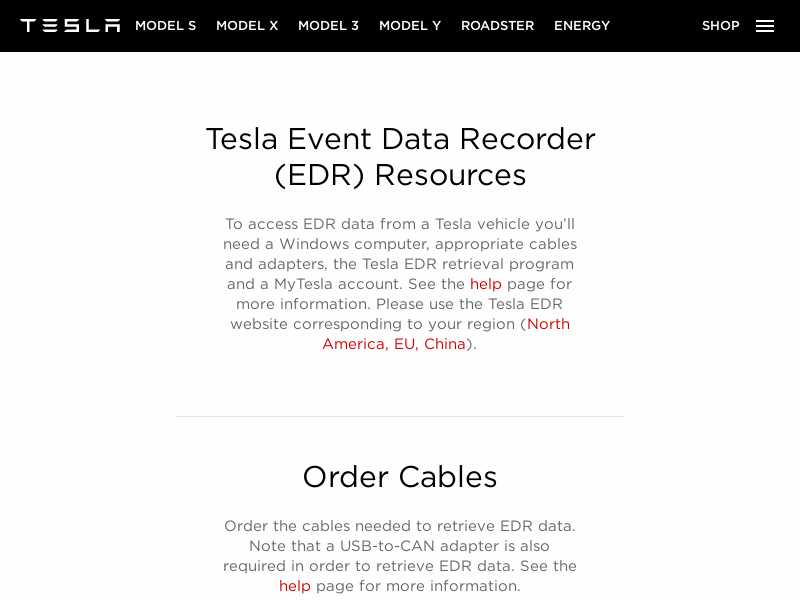 TESLA MODEL S MODEL X MODEL 3 MODEL Y ROADSTER ENERGY SHOP
Tesla Event Data Recorder
(EDR) Resources
To access EDR data from a Tesla vehicle you’ll
need a Windows computer, appropriate cables
and adapters, the Tesla EDR retrieval program
and a MyTesla account. See the help page for
more information. Please use the Tesla EDR
website corresponding to your region (North
America, EU, China).
Order Cables
Order the cables needed to retrieve EDR data.
Note that a USB-to-CAN adapter is also
required in order to retrieve EDR data. See the
help page for more information.